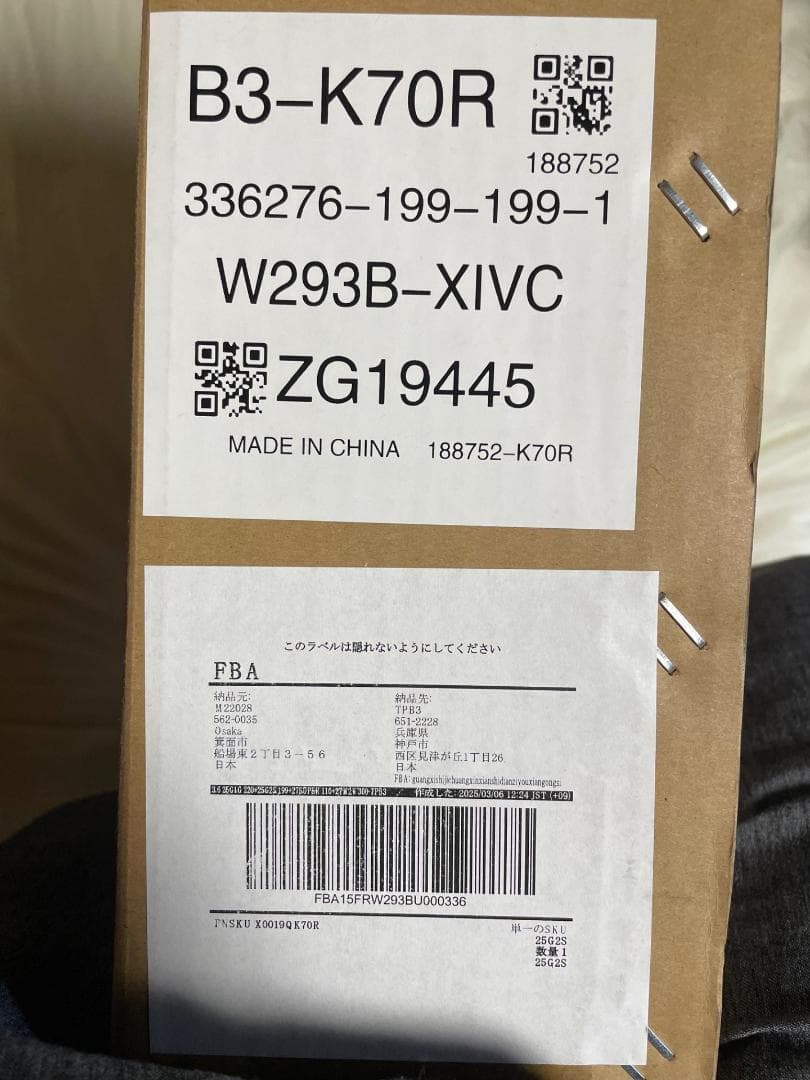 B3-K70R
188752
336276-199-199-1
W293B-XIVC
ZG19445
MADE IN CHINA 188752-K70R
このラベルは隠れないようにしてください
FBA
納品元:
M22028
562-0035
Osaka
箕面市
船場東2丁目3-56
日本
納品先:
TPB3
651-2228
兵庫県
神戸市
西区見津が丘1丁目26
日本
FBA: guangxishijichuangxinxianshidianziyouxiangongsi
作成した: 2025/03/06 12:24 JST (+09)
FBA15FRW293BU000336
FNSKU X0019QK70R
単一のSKU
25G2S
数量 1
25G2S